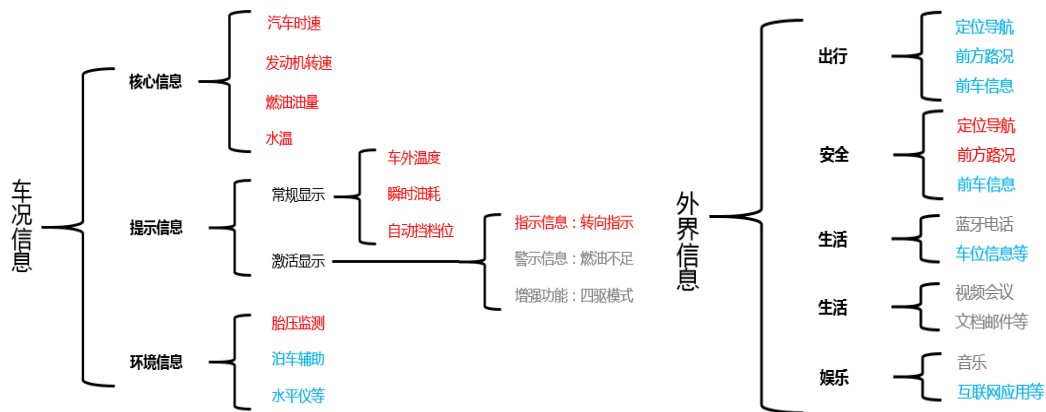 车况信息
核心信息
汽车时速
发动机转速
燃油油量
水温
提示信息
常规显示
车外温度
瞬时油耗
自动挡档位
激活显示
指示信息：转向指示
警示信息：燃油不足
增强功能：四驱模式
环境信息
胎压监测
泊车辅助
水平仪等
外界信息
出行
定位导航
前方路况
前车信息
安全
定位导航
前方路况
前车信息
生活
蓝牙电话
车位信息等
生活
视频会议
文档邮件等
娱乐
音乐
互联网应用等